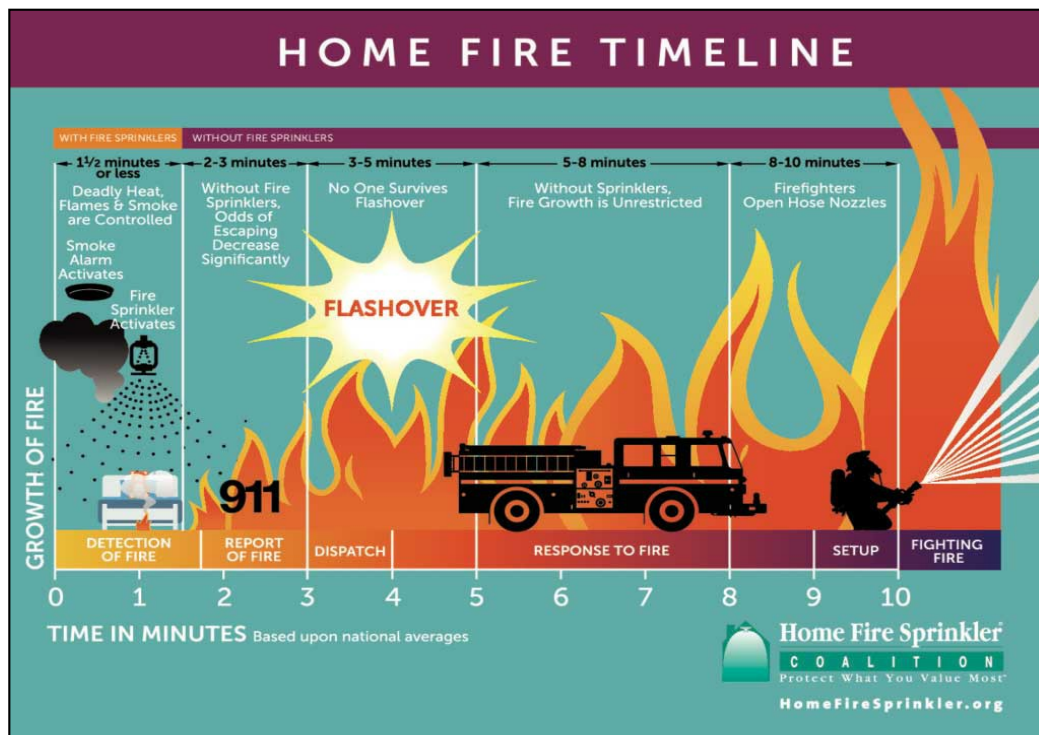 HOME FIRE TIMELINE
WITH FIRE SPRINKLERS
WITHOUT FIRE SPRINKLERS
1½ minutes
or less
Deadly Heat,
Flames & Smoke
are Controlled
Smoke
Alarm
Activates
Fire
Sprinkler
Activates
2-3 minutes
Without Fire
Sprinklers,
Odds of
Escaping
Decrease
Significantly
3-5 minutes
No One Survives
Flashover
FLASHOVER
5-8 minutes
Without Sprinklers,
Fire Growth is Unrestricted
8-10 minutes
Firefighters
Open Hose Nozzles
911
GROWTH OF FIRE
DETECTION
OF FIRE
REPORT
OF FIRE
DISPATCH
RESPONSE TO FIRE
SETUP
FIGHTING
FIRE
0 1 2 3 4 5 6 7 8 9 10
TIME IN MINUTES Based upon national averages
Home Fire Sprinkler®
COALITION
Protect What You Value Most®
HomeFireSprinkler.org